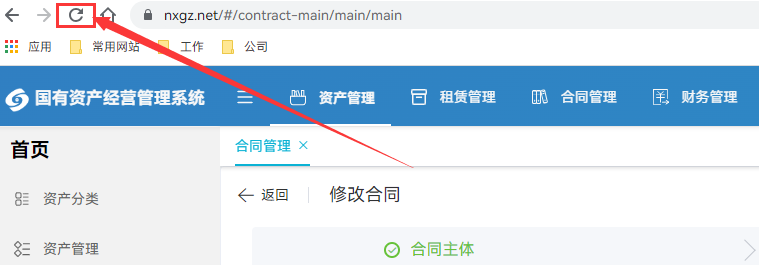 nxgz.net/#/contract-main/main/main
应用 常用网站 工作 公司
国有资产经营管理系统 资产管理 租赁管理 合同管理 财务管理
首页 合同管理 ×
资产分类 返回 修改合同
资产管理 合同主体